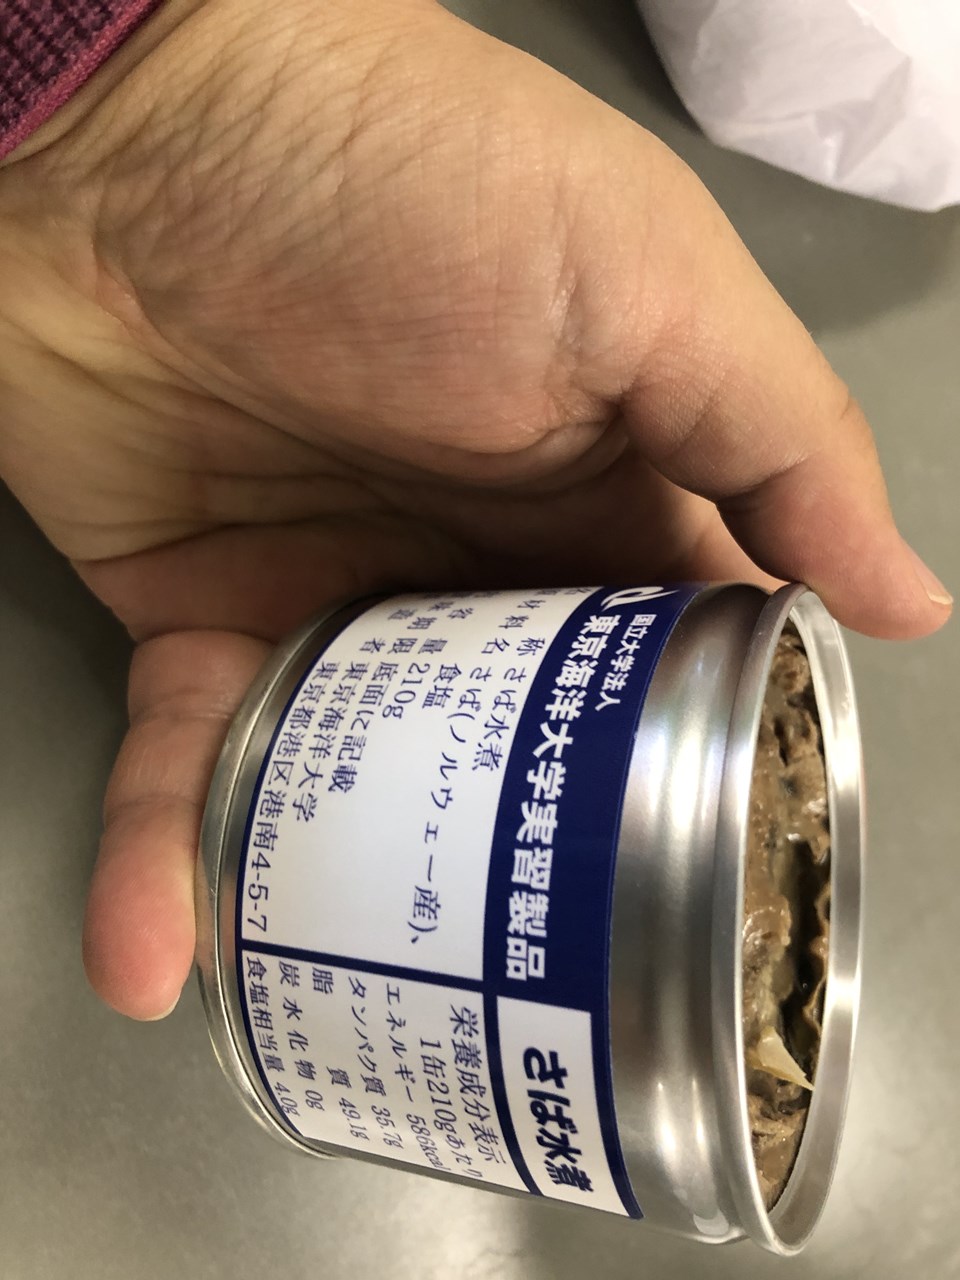 国立大学法人
東京海洋大学実習製品
さば水煮
称 さば水煮
材料名 さば(ノルウェー産)、
食塩
量 210g
限 底面に記載
者 東京海洋大学
東京都港区港南4-5-7
栄養成分表示
1缶210gあたり
エネルギー 586kcal
タンパク質 35.7g
脂質 49.1g
炭水化物 0g
食塩相当量 4.0g